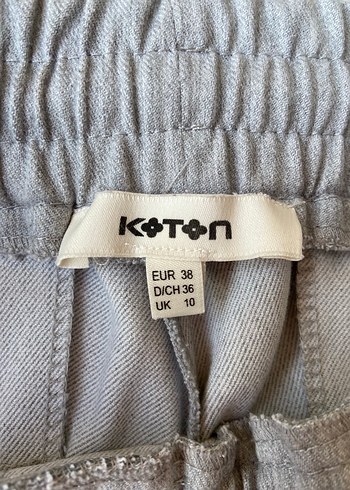 KOTON
EUR 38
D/CH 36
UK 10